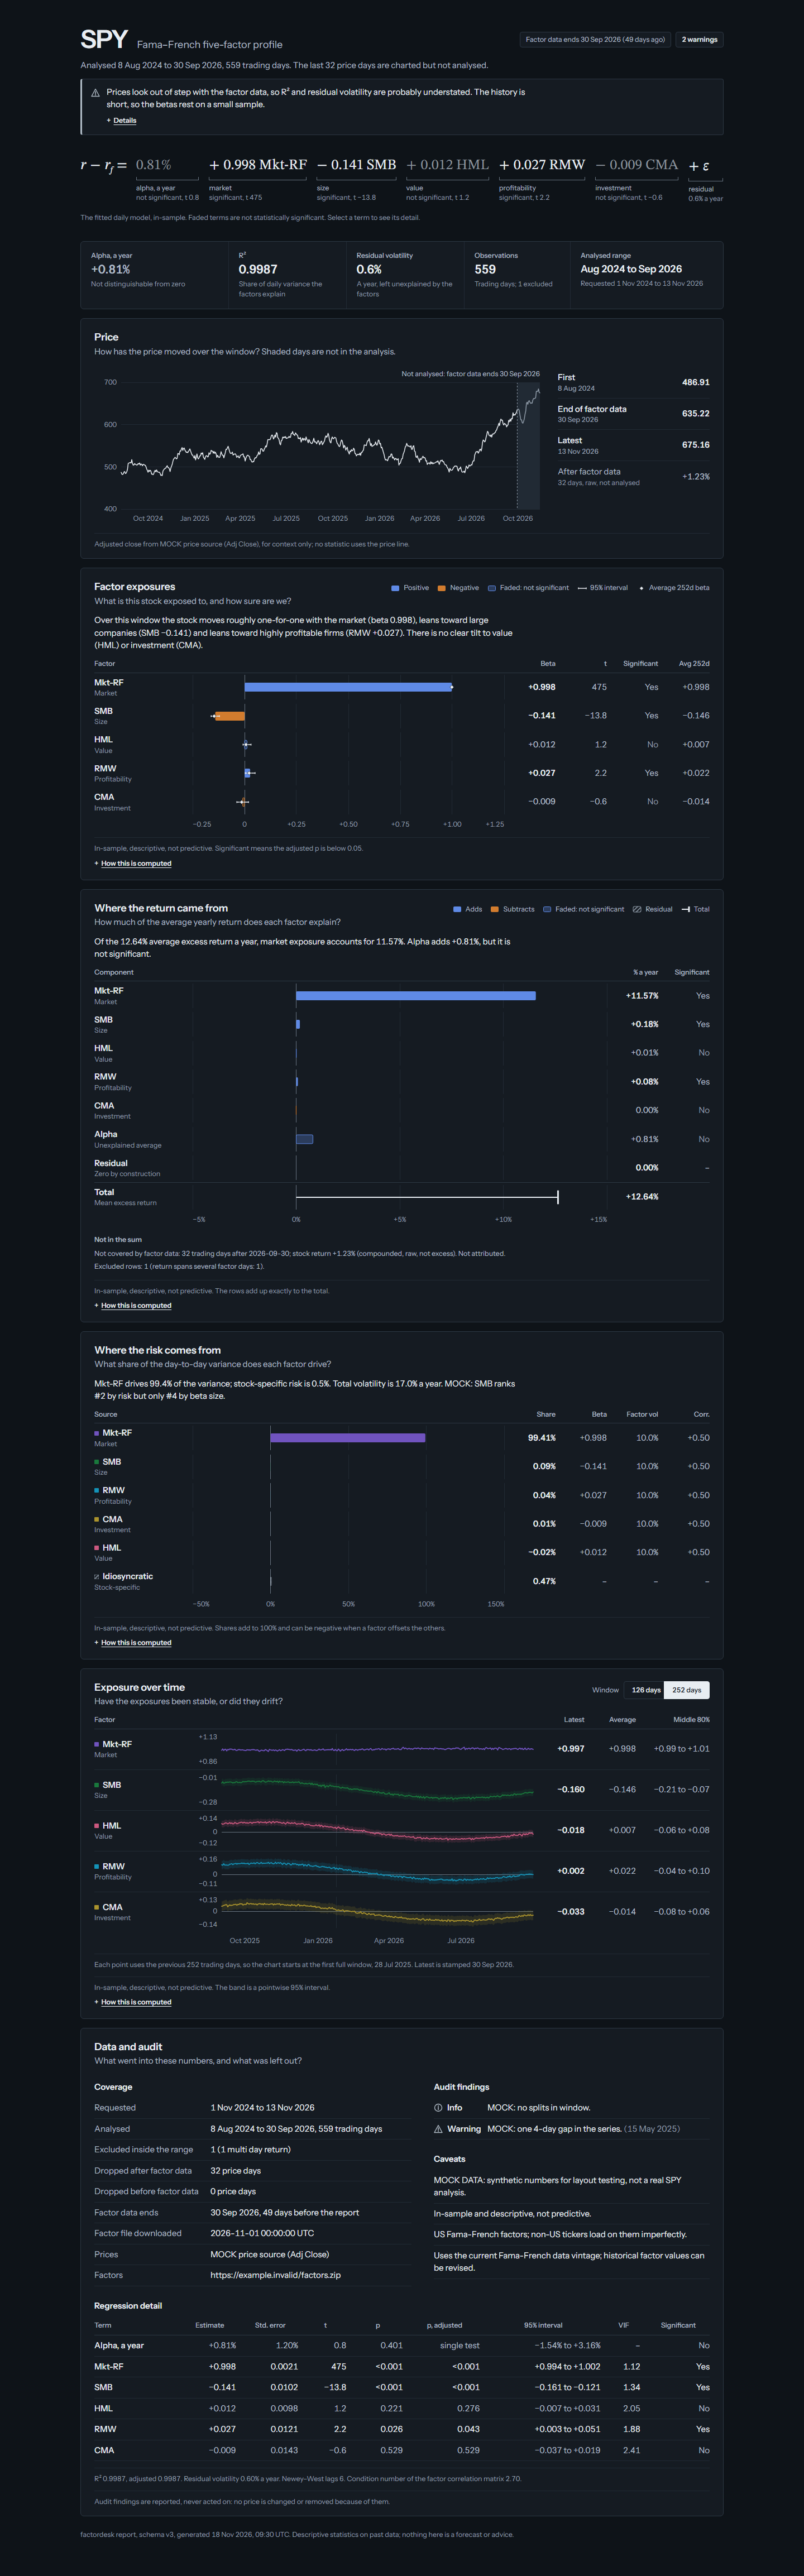 SPY Fama–French five-factor profile
Factor data ends 30 Sep 2026 (49 days ago) 2 warnings
Analysed 8 Aug 2024 to 30 Sep 2026, 559 trading days. The last 32 price days are charted but not analysed.
Prices look out of step with the factor data, so R² and residual volatility are probably understated. The history is
short, so the betas rest on a small sample.
+ Details
r − rf = 0.81% + 0.998 Mkt-RF − 0.141 SMB + 0.012 HML + 0.027 RMW − 0.009 CMA + ε
alpha, a year market size value profitability investment residual
not significant, t 0.8 significant, t 475 significant, t −13.8 not significant, t 1.2 significant, t 2.2 not significant, t −0.6 0.6% a year
The fitted daily model, in-sample. Faded terms are not statistically significant. Select a term to see its detail.
Alpha, a year R² Residual volatility Observations Analysed range
+0.81% 0.9987 0.6% 559 Aug 2024 to Sep 2026
Not distinguishable from zero Share of daily variance the A year, left unexplained by the Trading days; 1 excluded Requested 1 Nov 2024 to 13 Nov 2026
factors explain factors
Price
How has the price moved over the window? Shaded days are not in the analysis.
Not analysed: factor data ends 30 Sep 2026
700
600
500
400
Oct 2024 Jan 2025 Apr 2025 Jul 2025 Oct 2025 Jan 2026 Apr 2026 Jul 2026 Oct 2026
First 486.91
8 Aug 2024
End of factor data 635.22
30 Sep 2026
Latest 675.16
13 Nov 2026
After factor data +1.23%
32 days, raw, not analysed
Adjusted close from MOCK price source (Adj Close), for context only; no statistic uses the price line.
Factor exposures
Positive Negative Faded: not significant 95% interval Average 252d beta
What is this stock exposed to, and how sure are we?
Over this window the stock moves roughly one-for-one with the market (beta 0.998), leans toward large
companies (SMB −0.141) and leans toward highly profitable firms (RMW +0.027). There is no clear tilt to value
(HML) or investment (CMA).
Factor Beta t Significant Avg 252d
Mkt-RF +0.998 475 Yes +0.998
Market
SMB −0.141 −13.8 Yes −0.146
Size
HML +0.012 1.2 No +0.007
Value
RMW +0.027 2.2 Yes +0.022
Profitability
CMA −0.009 −0.6 No −0.014
Investment
−0.25 0 +0.25 +0.50 +0.75 +1.00 +1.25
In-sample, descriptive, not predictive. Significant means the adjusted p is below 0.05.
+ How this is computed
Where the return came from
Adds Subtracts Faded: not significant Residual Total
How much of the average yearly return does each factor explain?
Of the 12.64% average excess return a year, market exposure accounts for 11.57%. Alpha adds +0.81%, but it is
not significant.
Component % a year Significant
Mkt-RF +11.57% Yes
Market
SMB +0.18% Yes
Size
HML +0.01% No
Value
RMW +0.08% Yes
Profitability
CMA 0.00% No
Investment
Alpha +0.81% No
Unexplained average
Residual 0.00% –
Zero by construction
Total +12.64%
Mean excess return
−5% 0% +5% +10% +15%
Not in the sum
Not covered by factor data: 32 trading days after 2026-09-30; stock return +1.23% (compounded, raw, not excess). Not attributed.
Excluded rows: 1 (return spans several factor days: 1).
In-sample, descriptive, not predictive. The rows add up exactly to the total.
+ How this is computed
Where the risk comes from
What share of the day-to-day variance does each factor drive?
Mkt-RF drives 99.4% of the variance; stock-specific risk is 0.5%. Total volatility is 17.0% a year. MOCK: SMB ranks
#2 by risk but only #4 by beta size.
Source Share Beta Factor vol Corr.
Mkt-RF 99.41% +0.998 10.0% +0.50
Market
SMB 0.09% −0.141 10.0% +0.50
Size
RMW 0.04% +0.027 10.0% +0.50
Profitability
CMA 0.01% −0.009 10.0% +0.50
Investment
HML −0.02% +0.012 10.0% +0.50
Value
Idiosyncratic 0.47% – – –
Stock-specific
−50% 0% 50% 100% 150%
In-sample, descriptive, not predictive. Shares add to 100% and can be negative when a factor offsets the others.
+ How this is computed
Exposure over time
Window 126 days 252 days
Have the exposures been stable, or did they drift?
Factor Latest Average Middle 80%
+1.13
Mkt-RF +0.997 +0.998 +0.99 to +1.01
Market
+0.86
−0.01
SMB −0.160 −0.146 −0.21 to −0.07
Size
−0.28
+0.14
HML 0 −0.018 +0.007 −0.06 to +0.08
Value
−0.12
+0.16
RMW 0 +0.002 +0.022 −0.04 to +0.10
Profitability
−0.11
+0.13
CMA 0 −0.033 −0.014 −0.08 to +0.06
Investment
−0.14
Oct 2025 Jan 2026 Apr 2026 Jul 2026
Each point uses the previous 252 trading days, so the chart starts at the first full window, 28 Jul 2025. Latest is stamped 30 Sep 2026.
In-sample, descriptive, not predictive. The band is a pointwise 95% interval.
+ How this is computed
Data and audit
What went into these numbers, and what was left out?
Coverage
Requested 1 Nov 2024 to 13 Nov 2026
Analysed 8 Aug 2024 to 30 Sep 2026, 559 trading days
Excluded inside the range 1 (1 multi day return)
Dropped after factor data 32 price days
Dropped before factor data 0 price days
Factor data ends 30 Sep 2026, 49 days before the report
Factor file downloaded 2026-11-01 00:00:00 UTC
Prices MOCK price source (Adj Close)
Factors https://example.invalid/factors.zip
Audit findings
Info MOCK: no splits in window.
Warning MOCK: one 4-day gap in the series. (15 May 2025)
Caveats
MOCK DATA: synthetic numbers for layout testing, not a real SPY
analysis.
In-sample and descriptive, not predictive.
US Fama-French factors; non-US tickers load on them imperfectly.
Uses the current Fama-French data vintage; historical factor values can
be revised.
Regression detail
Term Estimate Std. error t p p, adjusted 95% interval VIF Significant
Alpha, a year +0.81% 1.20% 0.8 0.401 single test −1.54% to +3.16% – No
Mkt-RF +0.998 0.0021 475 <0.001 <0.001 +0.994 to +1.002 1.12 Yes
SMB −0.141 0.0102 −13.8 <0.001 <0.001 −0.161 to −0.121 1.34 Yes
HML +0.012 0.0098 1.2 0.221 0.276 −0.007 to +0.031 2.05 No
RMW +0.027 0.0121 2.2 0.026 0.043 +0.003 to +0.051 1.88 Yes
CMA −0.009 0.0143 −0.6 0.529 0.529 −0.037 to +0.019 2.41 No
R² 0.9987, adjusted 0.9987. Residual volatility 0.60% a year. Newey-West lags 6. Condition number of the factor correlation matrix 2.70.
Audit findings are reported, never acted on: no price is changed or removed because of them.
factordesk report, schema v3, generated 18 Nov 2026, 09:30 UTC. Descriptive statistics on past data: nothing here is a forecast or advice.